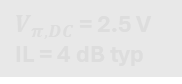 Vπ,DC = 2.5 V
IL = 4 dB typ